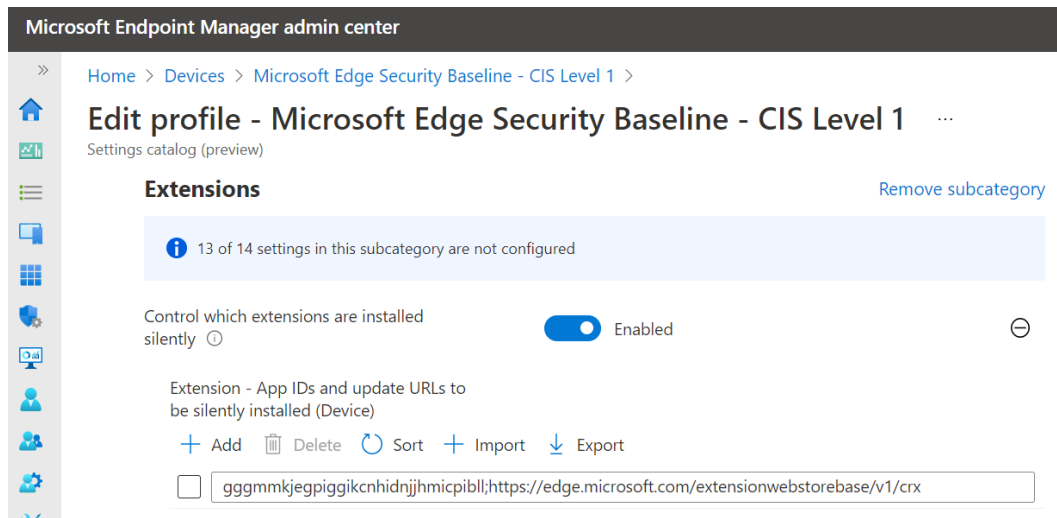 Microsoft Endpoint Manager admin center
Home > Devices > Microsoft Edge Security Baseline - CIS Level 1 >
Edit profile - Microsoft Edge Security Baseline - CIS Level 1 ...
Settings catalog (preview)
Extensions
Remove subcategory
13 of 14 settings in this subcategory are not configured
Control which extensions are installed
silently
Enabled
Extension - App IDs and update URLs to
be silently installed (Device)
Add Delete Sort Import Export
gggmmkjegpiggikcnhidnjjhmicpibll;https://edge.microsoft.com/extensionwebstorebase/v1/crx